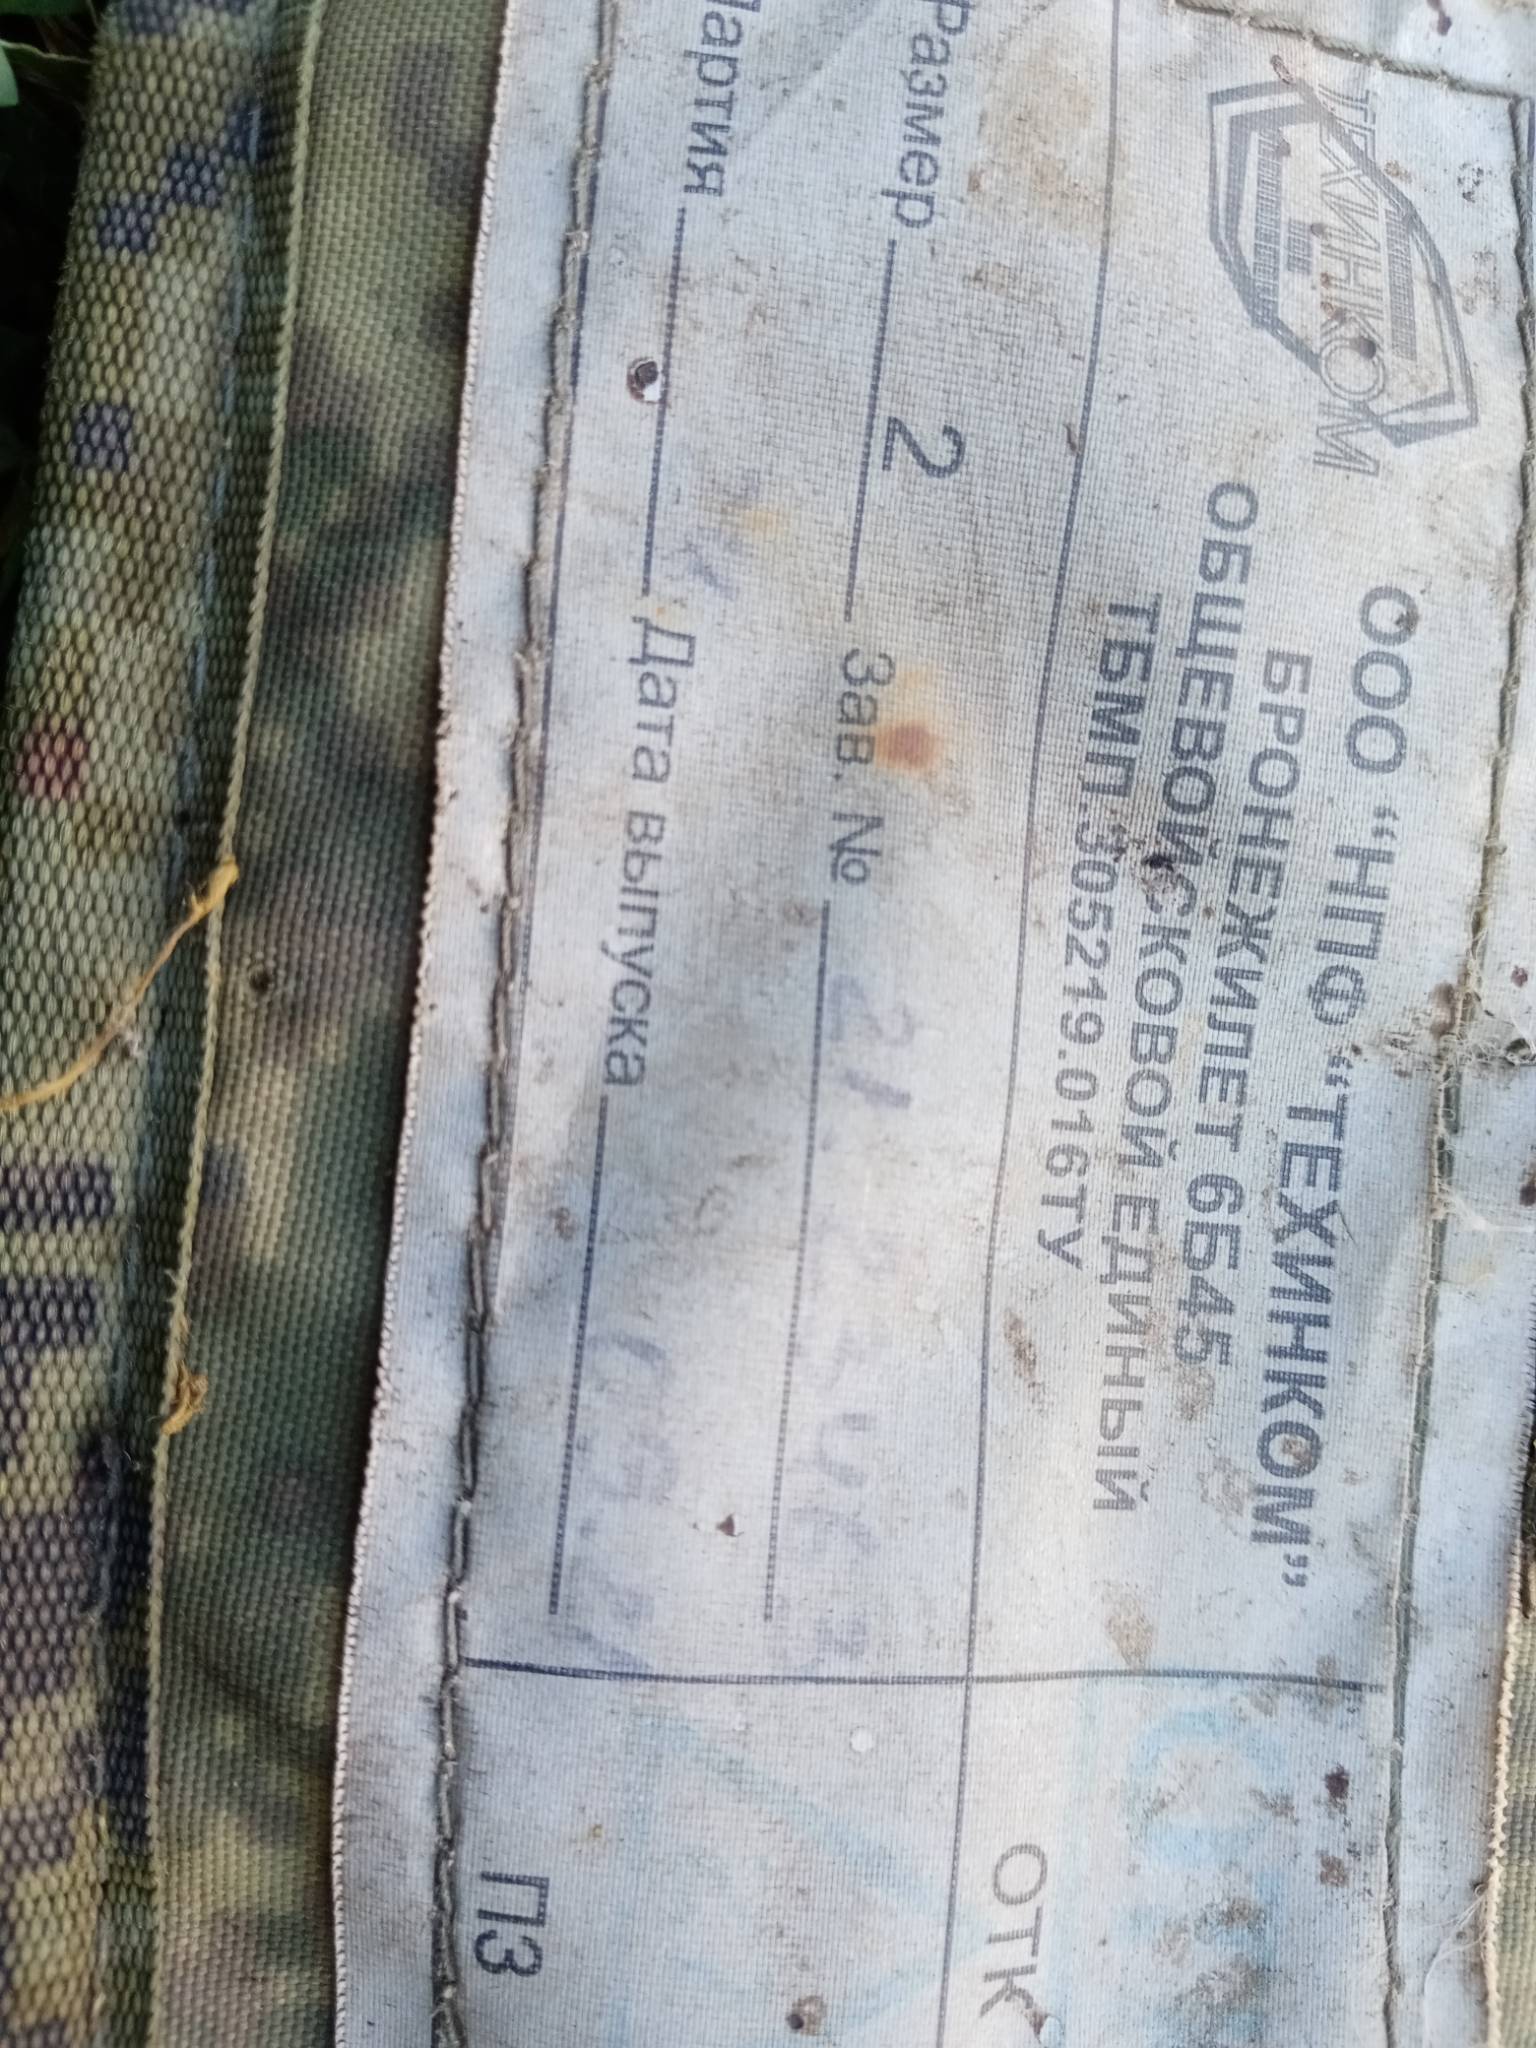 ТЕХИНКОМ
ООО “НПФ “ТЕХИНКОМ”
БРОНЕЖИЛЕТ 6Б45
ОБЩЕВОЙСКОВОЙ ЕДИНЫЙ
ТБМП.305219.016ТУ
Размер 2 Зав. № 21
Партия Дата выпуска
ОТК
ПЗ